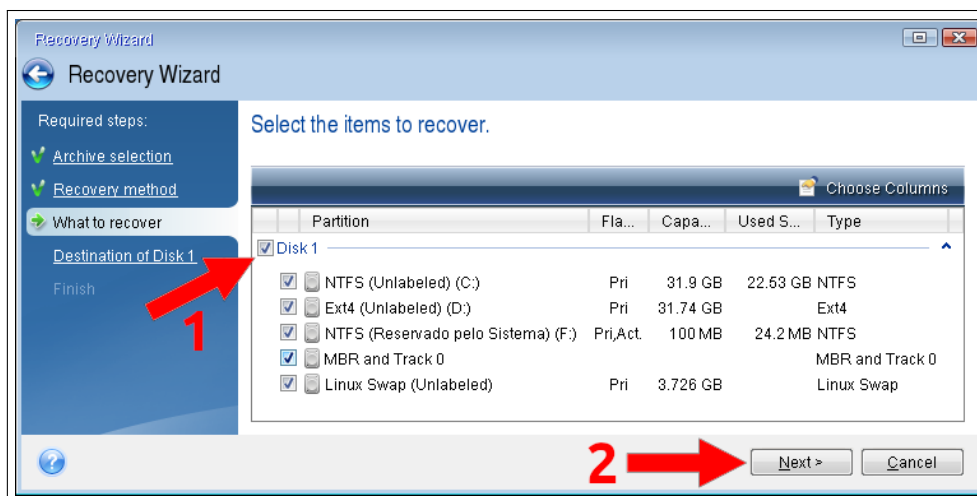 Recovery Wizard
Recovery Wizard
Required steps:
Archive selection
Recovery method
What to recover
Destination of Disk 1
Finish
1
Select the items to recover.
Choose Columns
Partition Fla... Capa... Used S... Type
Disk 1
NTFS (Unlabeled) (C:) Pri 31.9 GB 22.53 GB NTFS
Ext4 (Unlabeled) (D:) Pri 31.74 GB Ext4
NTFS (Reservado pelo Sistema) (F:) Pri,Act. 100 MB 24.2 MB NTFS
MBR and Track 0 MBR and Track 0
Linux Swap (Unlabeled) Pri 3.726 GB Linux Swap
?
2
Next > Cancel